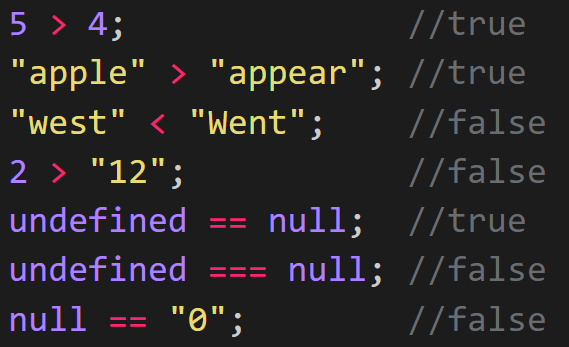 5 > 4; //true
"apple" > "appear"; //true
"west" < "Went"; //false
2 > "12"; //false
undefined == null; //true
undefined === null; //false
null == "0"; //false